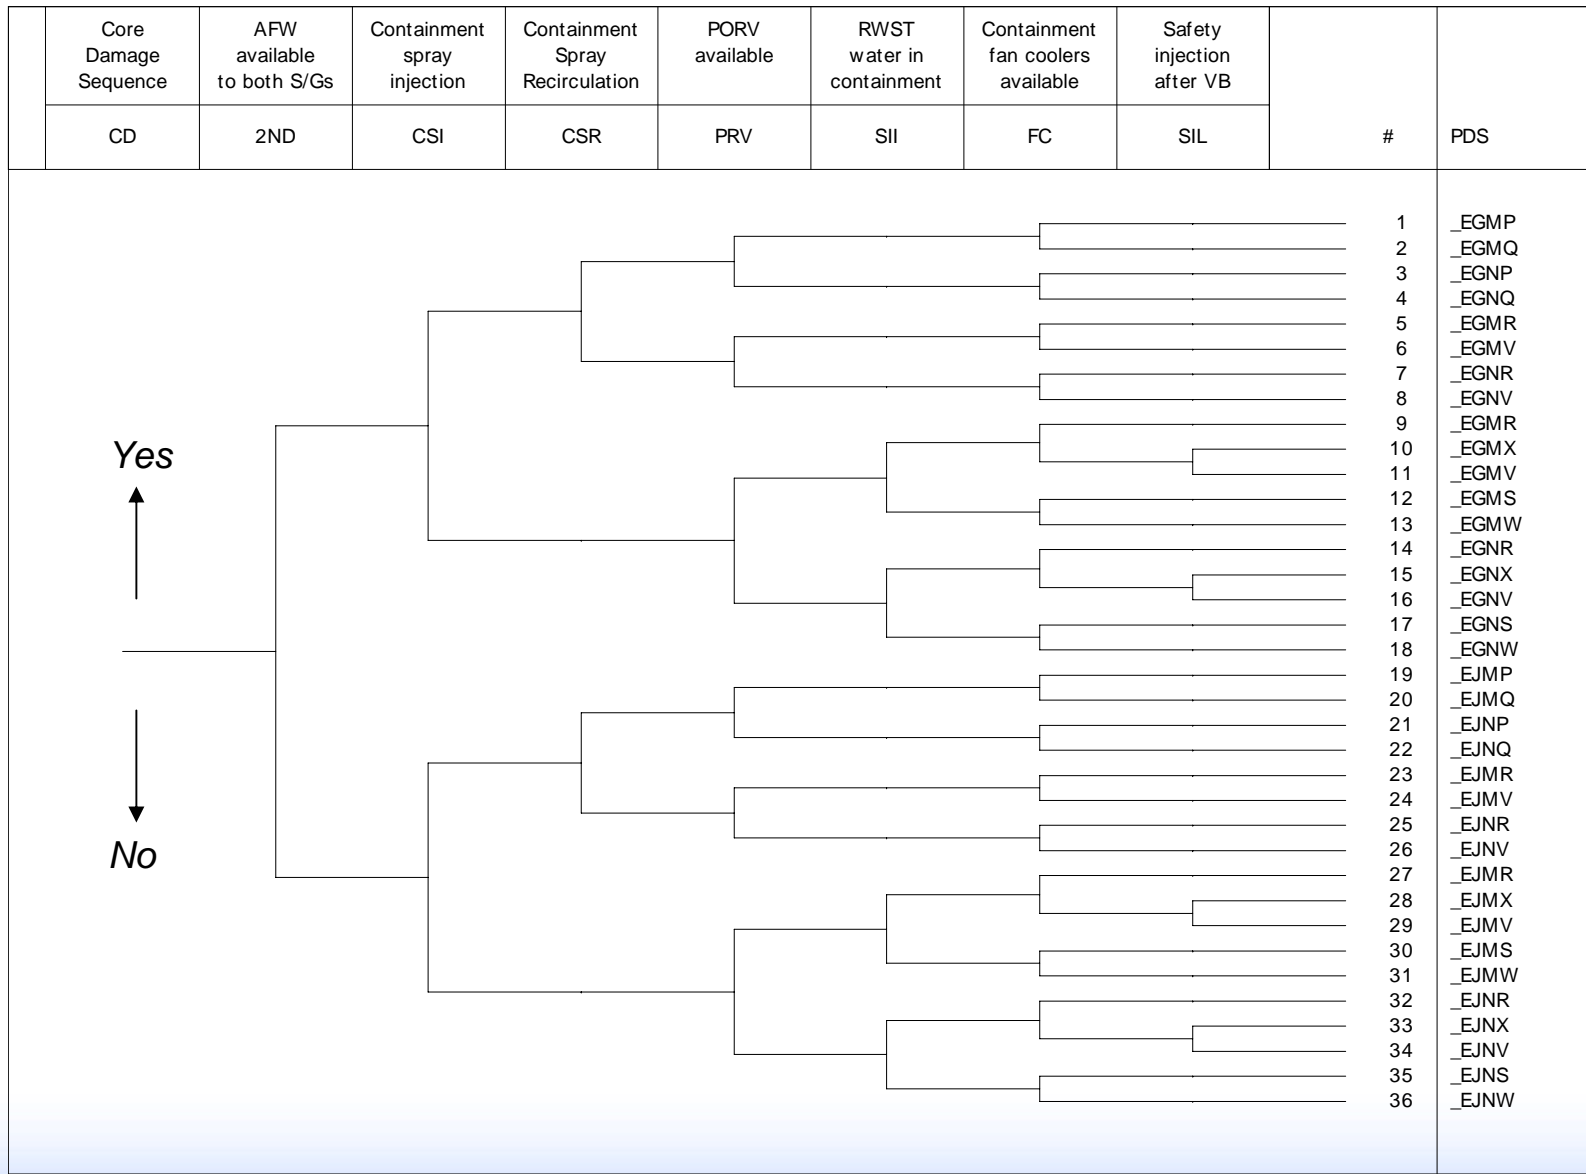 Core Damage Sequence
AFW available to both S/Gs
Containment spray injection
Containment Spray Recirculation
PORV available
RWST water in containment
Containment fan coolers available
Safety injection after VB
CD 2ND CSI CSR PRV SII FC SIL # PDS
1 _EGMP
2 _EGMQ
3 _EGNP
4 _EGNQ
5 _EGMR
6 _EGMV
7 _EGNR
8 _EGNV
9 _EGMR
Yes
10 _EGMX
11 _EGMV
12 _EGMS
13 _EGMW
14 _EGNR
15 _EGNX
16 _EGNV
17 _EGNS
18 _EGNW
19 _EJMP
20 _EJMQ
21 _EJNP
22 _EJNQ
23 _EJMR
24 _EJMV
25 _EJNR
No
26 _EJNV
27 _EJMR
28 _EJMX
29 _EJMV
30 _EJMS
31 _EJMW
32 _EJNR
33 _EJNX
34 _EJNV
35 _EJNS
36 _EJNW